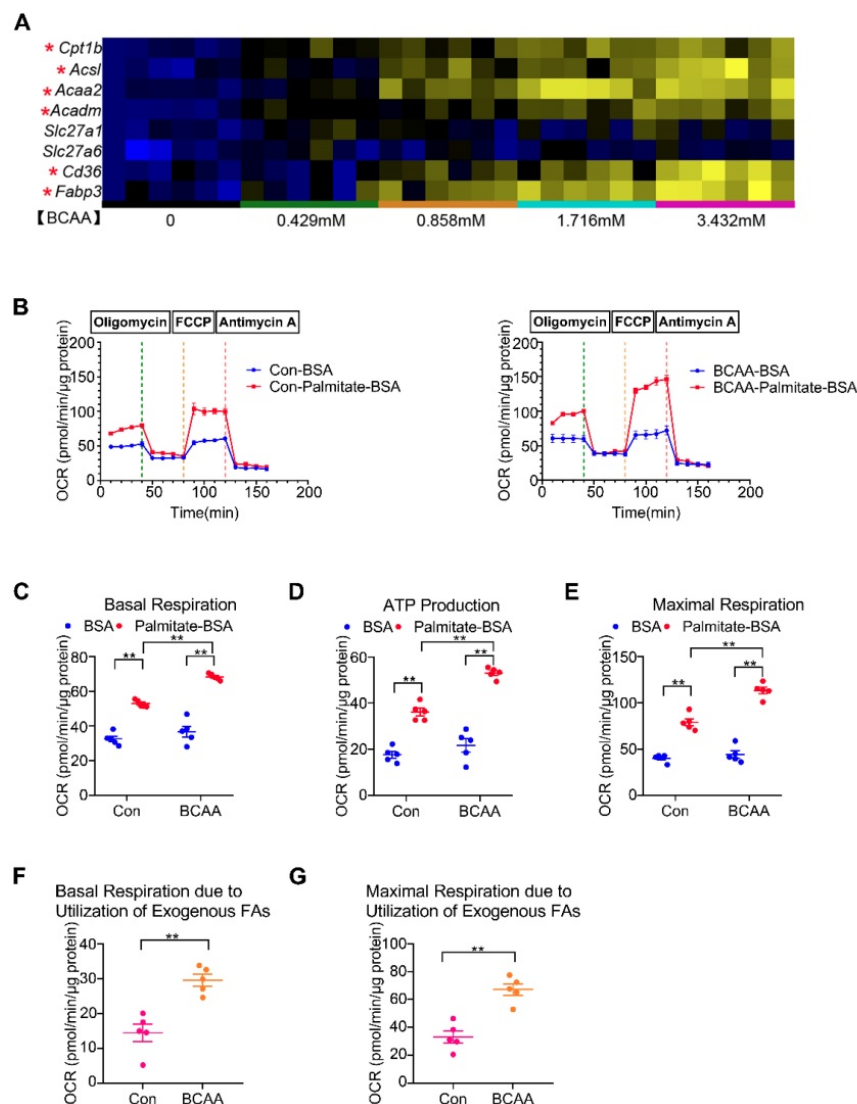 A
* Cpt1b
* Acsl
* Acaa2
* Acadm
Slc27a1
Slc27a6
* Cd36
* Fabp3
【BCAA】 0 0.429mM 0.858mM 1.716mM 3.432mM
B
Oligomycin FCCP Antimycin A
OCR (pmol/min/µg protein)
200
150
100
50
0
0 50 100 150 200
Time(min)
Con-BSA
Con-Palmitate-BSA
Oligomycin FCCP Antimycin A
OCR (pmol/min/µg protein)
200
150
100
50
0
0 50 100 150 200
Time(min)
BCAA-BSA
BCAA-Palmitate-BSA
C
Basal Respiration
BSA Palmitate-BSA
OCR (pmol/min/µg protein)
80
60
40
20
0
** ** **
Con BCAA
D
ATP Production
BSA Palmitate-BSA
OCR (pmol/min/µg protein)
60
40
20
0
** ** **
Con BCAA
E
Maximal Respiration
BSA Palmitate-BSA
OCR (pmol/min/µg protein)
150
100
50
0
** ** **
Con BCAA
F
Basal Respiration due to
Utilization of Exogenous FAs
OCR (pmol/min/µg protein)
40
30
20
10
0
**
Con BCAA
G
Maximal Respiration due to
Utilization of Exogenous FAs
OCR (pmol/min/µg protein)
100
80
60
40
20
0
**
Con BCAA